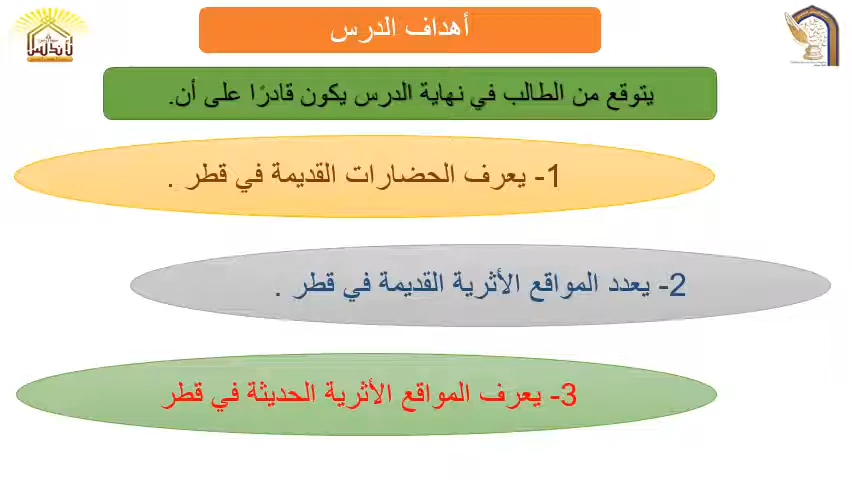 أهداف الدرس
يتوقع من الطالب في نهاية الدرس يكون قادرًا على أن.
1- يعرف الحضارات القديمة في قطر .
2- يعدد المواقع الأثرية القديمة في قطر .
3- يعرف المواقع الأثرية الحديثة في قطر